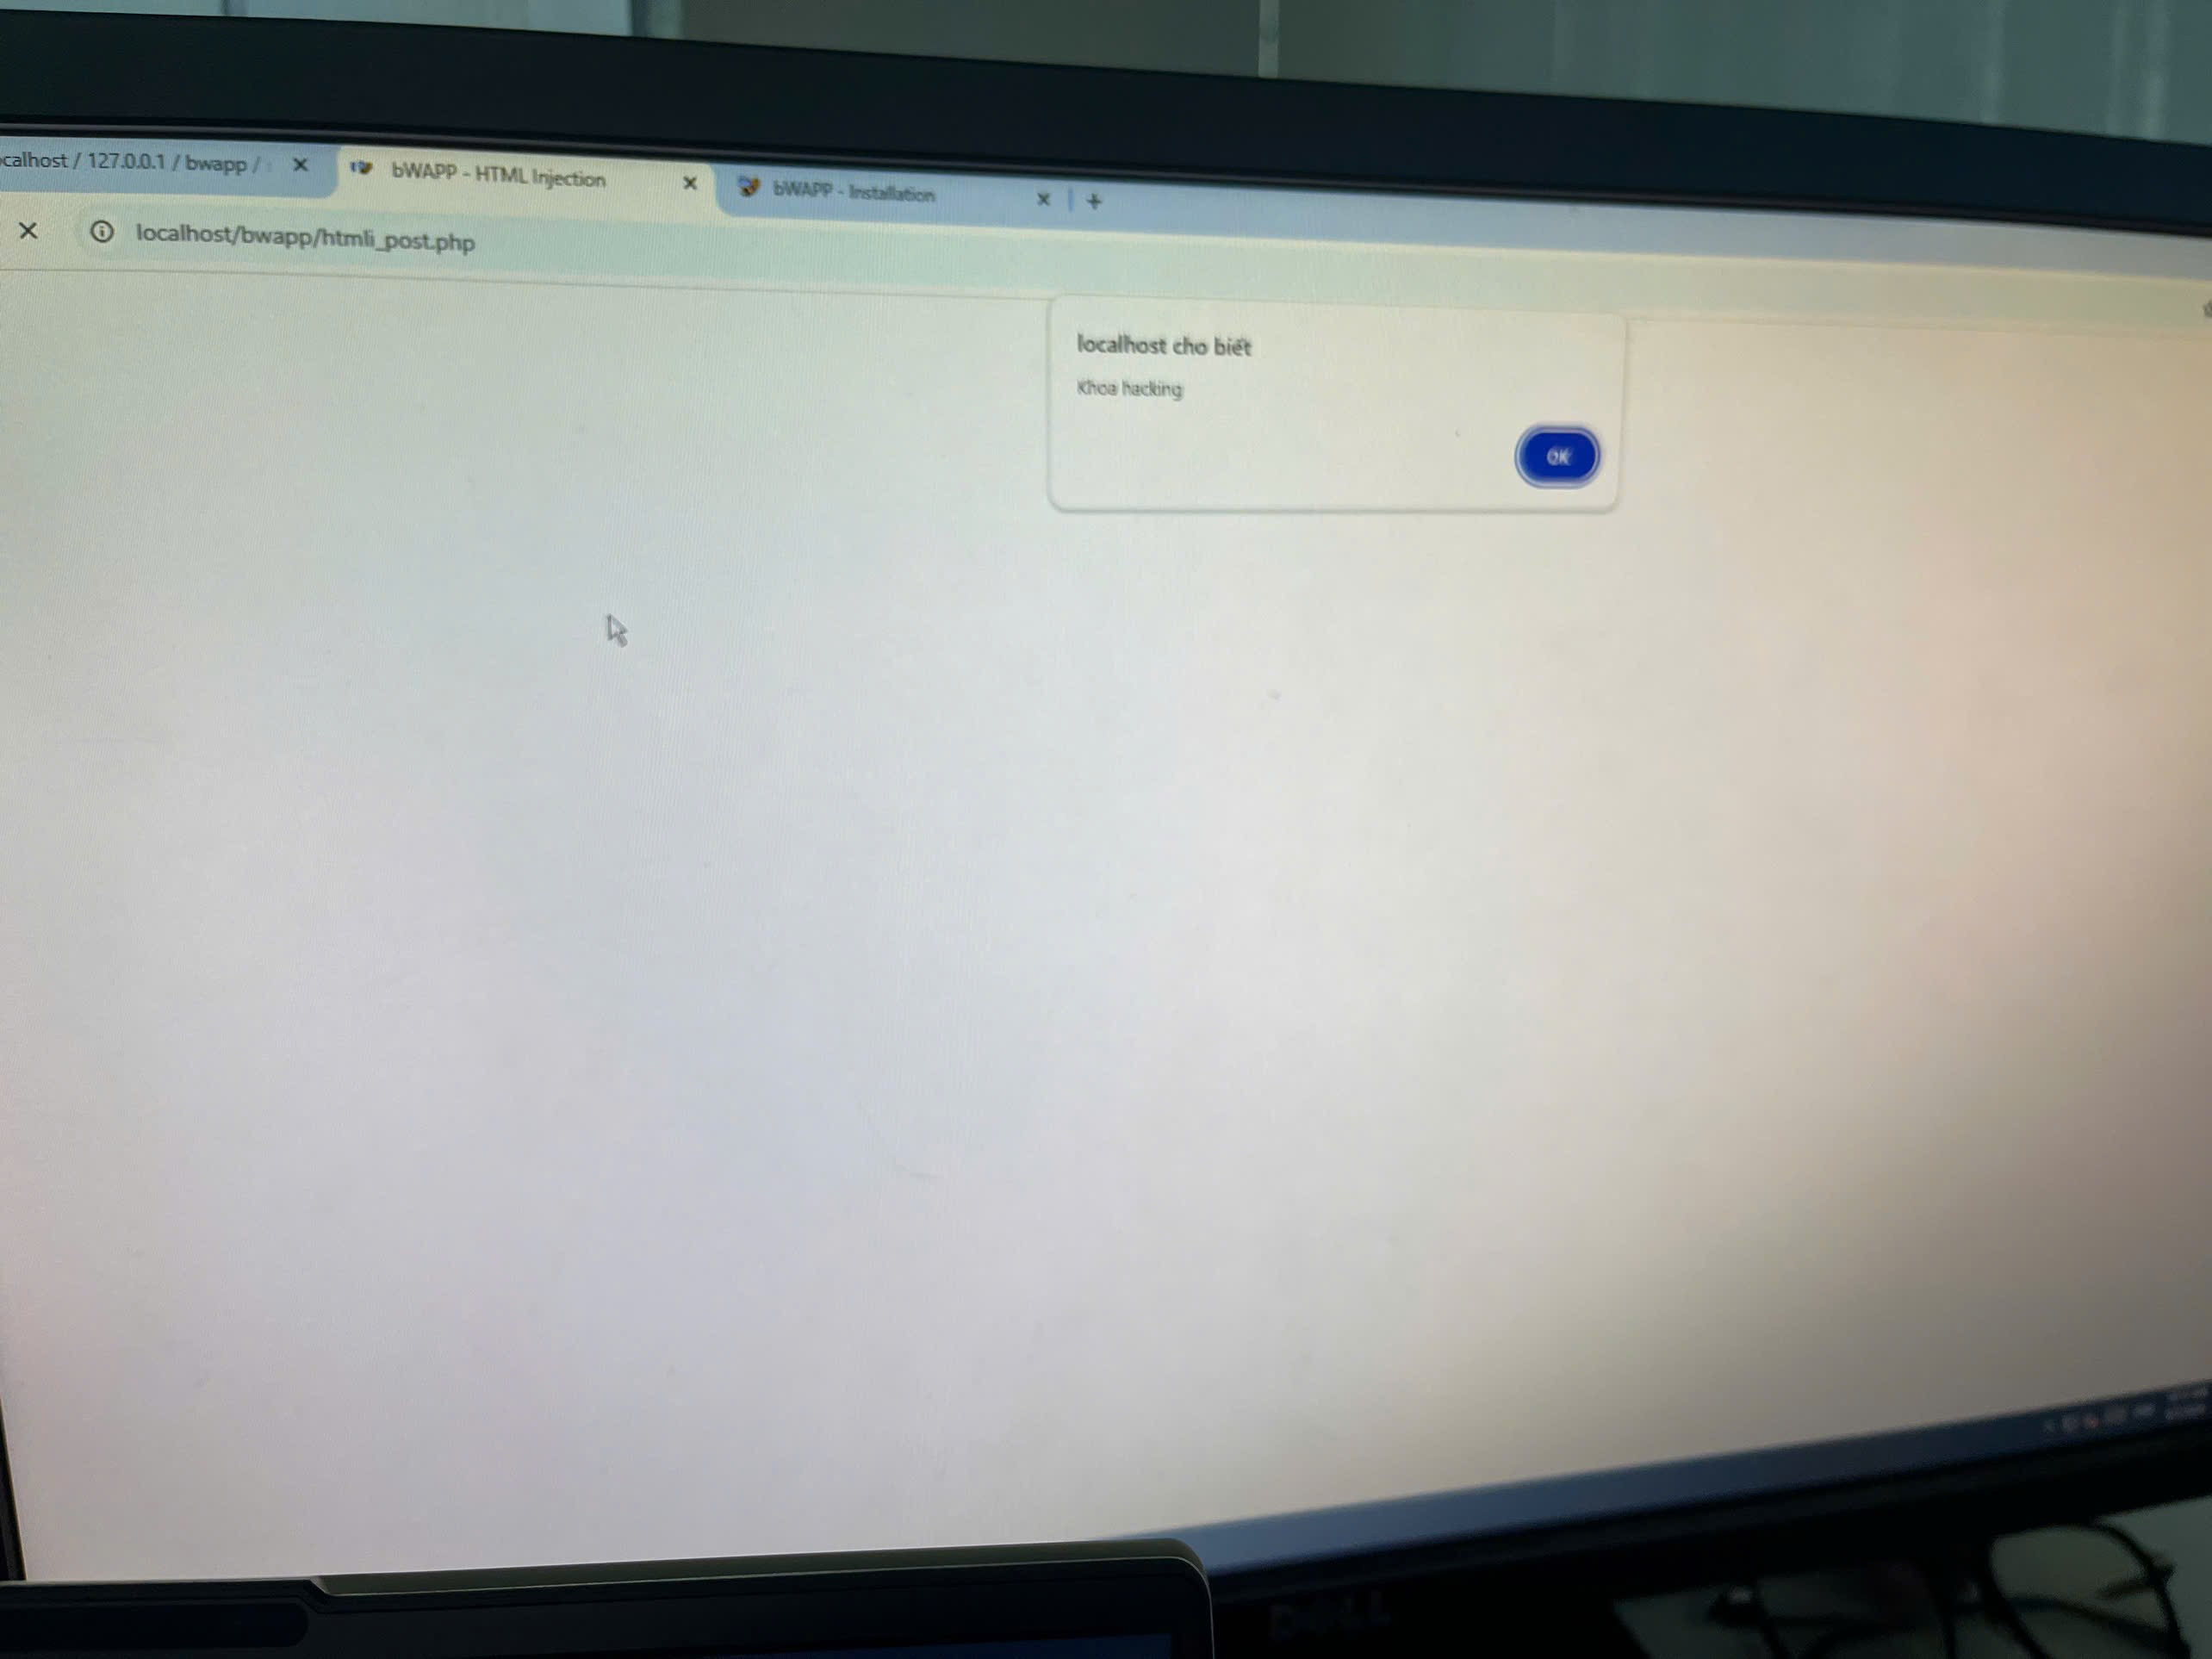 calhost / 127.0.0.1 / bwapp /
bWAPP - HTML Injection
bWAPP - Installation
localhost/bwapp/htmli_post.php
localhost cho biết
Khoa hacking
OK
DELL